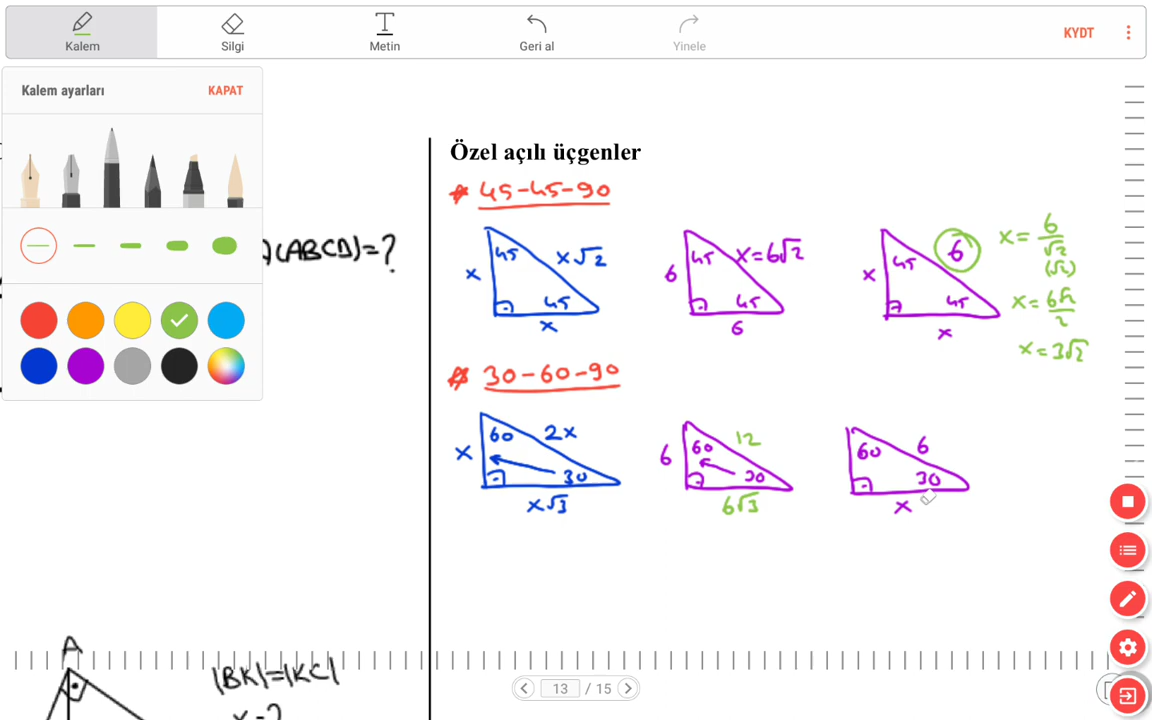 Kalem
Silgi
Metin
Geri al
Yinele
KYDT
Kalem ayarları
KAPAT
(ABCD)=?
Özel açılı üçgenler
* 45-45-90
45
x√2
x
45
x
45
x=6√2
6
45
6
45
6
x
45
x
x= 6/√2
(√2)
x= 6√2/2
x=3√2
* 30-60-90
60
2x
x
30
x√3
60
12
6
30
6√3
60
6
30
x
A
|BK|=|KC|
x=?
13 / 15